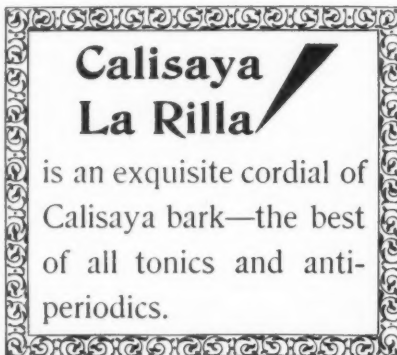 Calisaya
La Rilla
is an exquisite cordial of
Calisaya bark—the best
of all tonics and anti-
periodics.